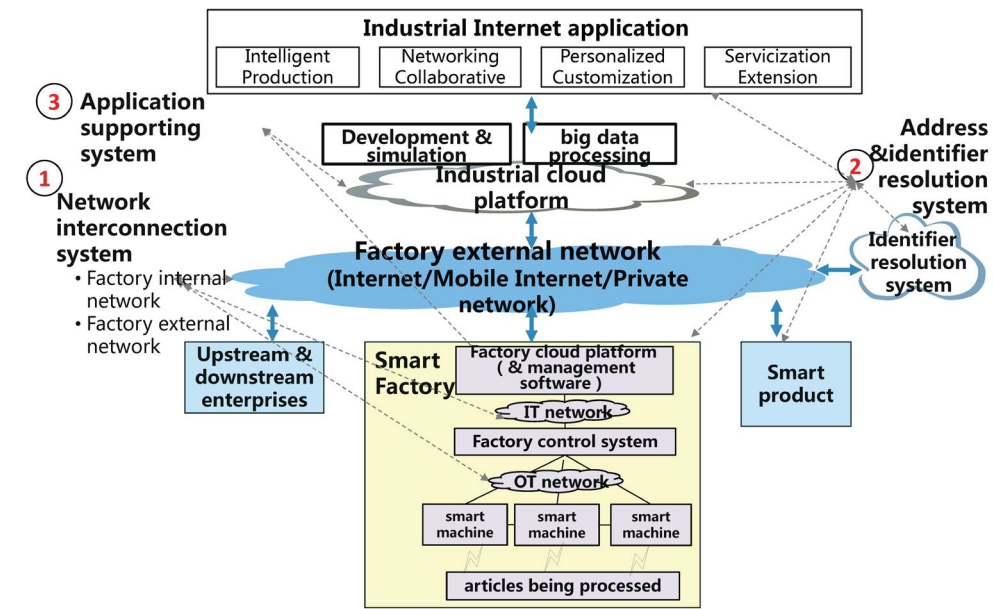 Industrial Internet application
Intelligent
Production
Networking
Collaborative
Personalized
Customization
Servicization
Extension
3
Application
supporting
system
Development &
simulation
big data
processing
Address
&identifier
resolution
system
2
1
Network
interconnection
system
• Factory internal
network
• Factory external
network
Industrial cloud
platform
Factory external network
(Internet/Mobile Internet/Private
network)
Identifier
resolution
system
Upstream &
downstream
enterprises
Smart
Factory
Factory cloud platform
( & management
software )
IT network
Factory control system
OT network
smart
machine
smart
machine
smart
machine
articles being processed
Smart
product